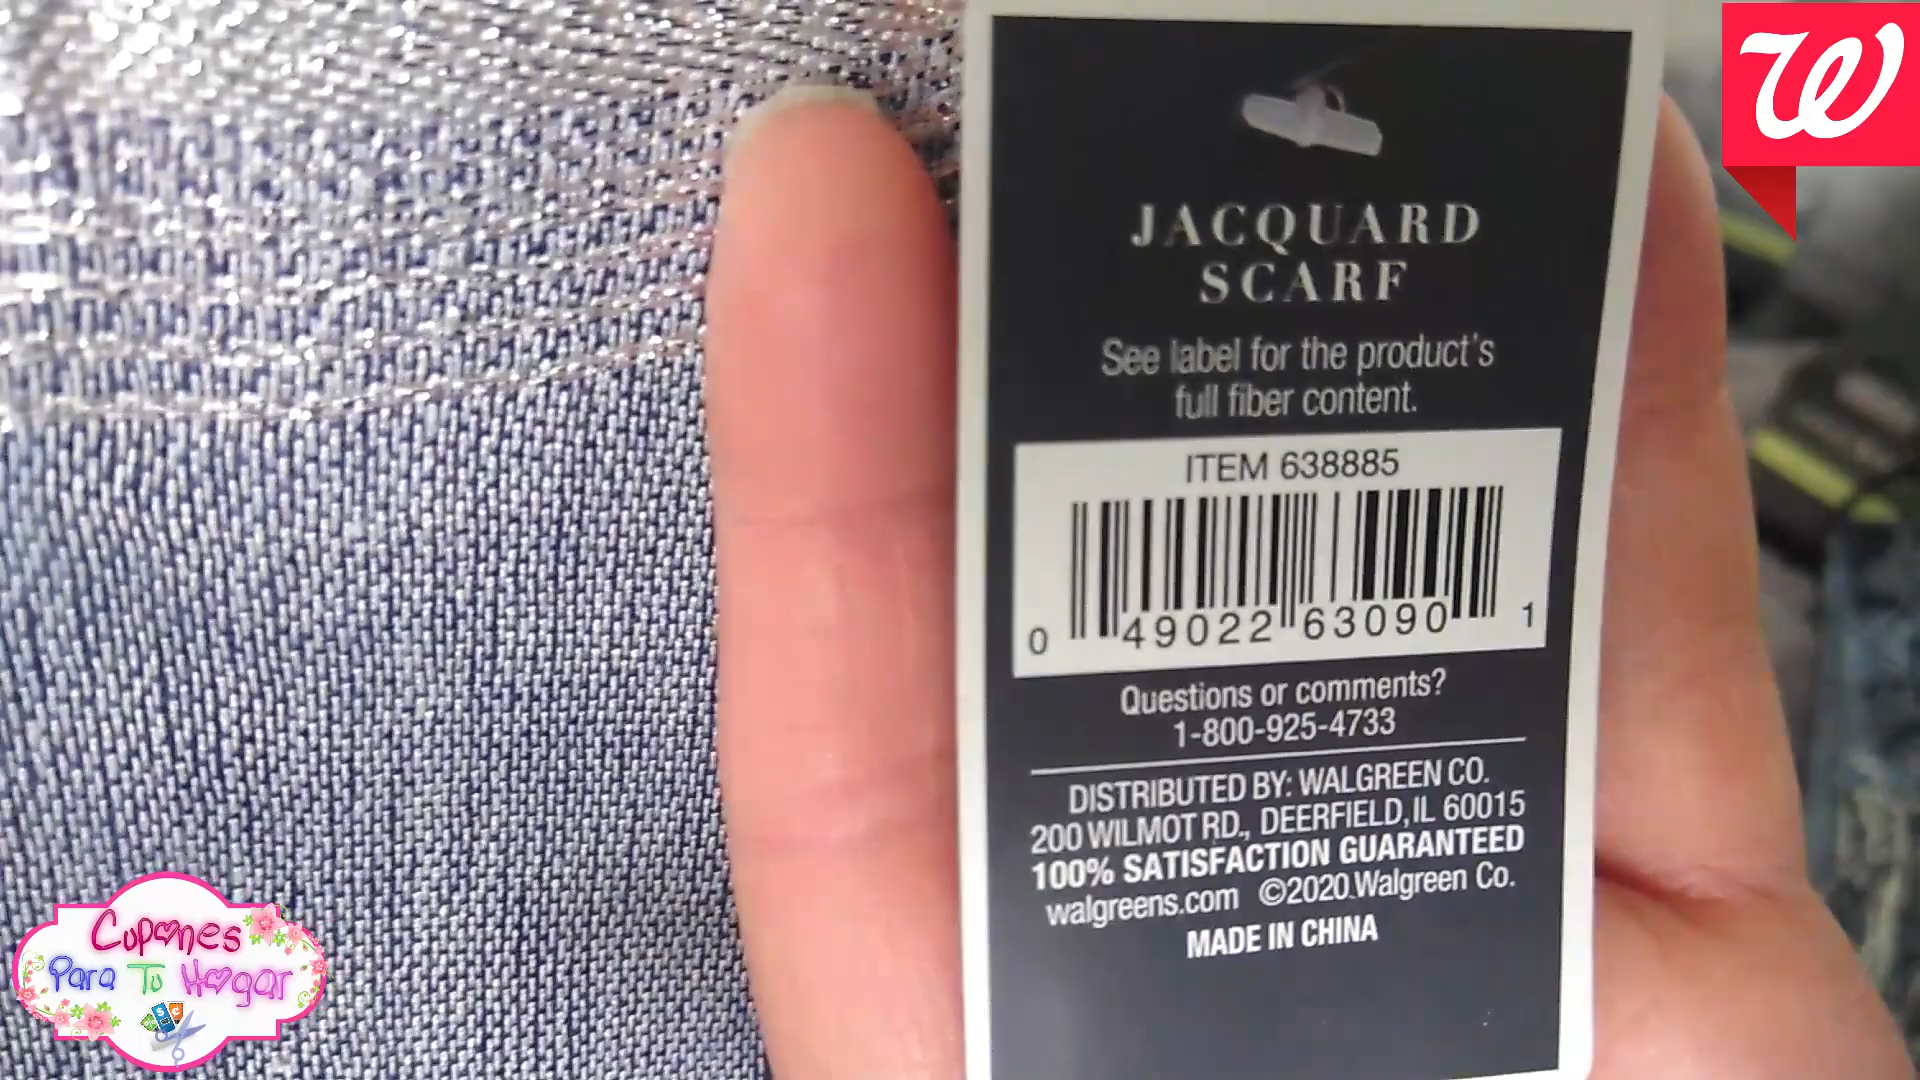 W
JACQUARD
SCARF
See label for the product's
full fiber content.
ITEM 638885
0 49022 63090 1
Questions or comments?
1-800-925-4733
DISTRIBUTED BY: WALGREEN CO.
200 WILMOT RD., DEERFIELD, IL 60015
100% SATISFACTION GUARANTEED
walgreens.com ©2020 Walgreen Co.
MADE IN CHINA
Cupones
Para Tu Hogar